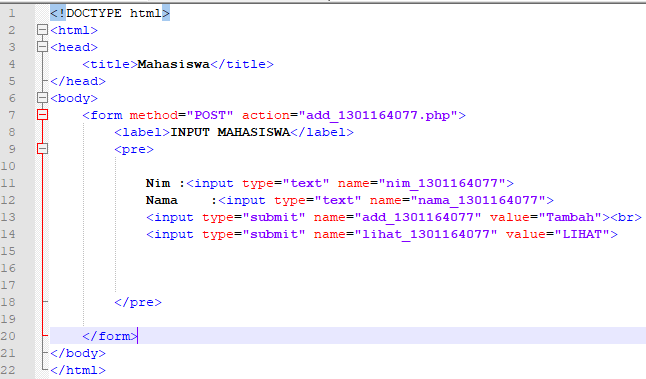 1 <!DOCTYPE html>
2 <html>
3 <head>
4 <title>Mahasiswa</title>
5 </head>
6 <body>
7 <form method="POST" action="add_1301164077.php">
8 <label>INPUT MAHASISWA</label>
9 <pre>
10
11 Nim :<input type="text" name="nim_1301164077">
12 Nama    :<input type="text" name="nama_1301164077">
13 <input type="submit" name="add_1301164077" value="Tambah"><br>
14 <input type="submit" name="lihat_1301164077" value="LIHAT">
15
16
17
18 </pre>
19
20 </form>
21 </body>
22 </html>